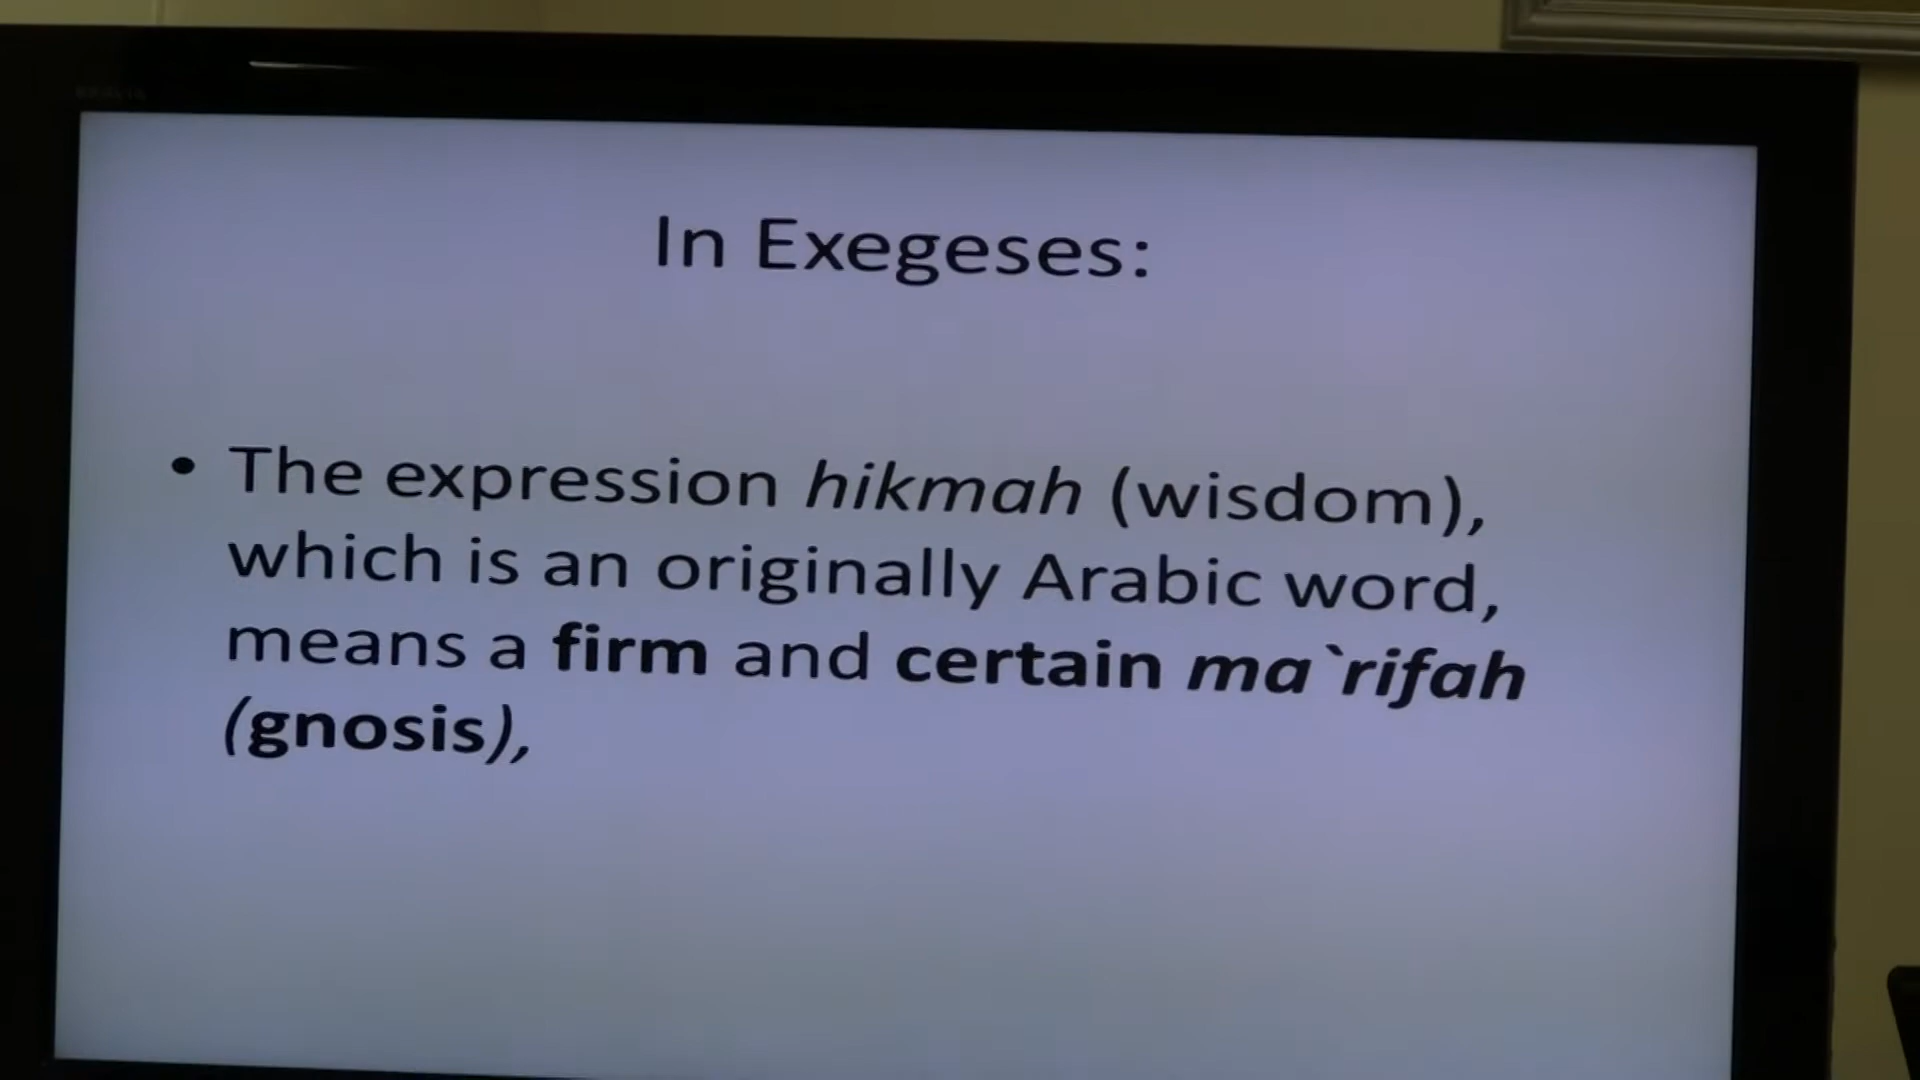 In Exegeses:
• The expression hikmah (wisdom),
which is an originally Arabic word,
means a firm and certain ma`rifah
(gnosis),